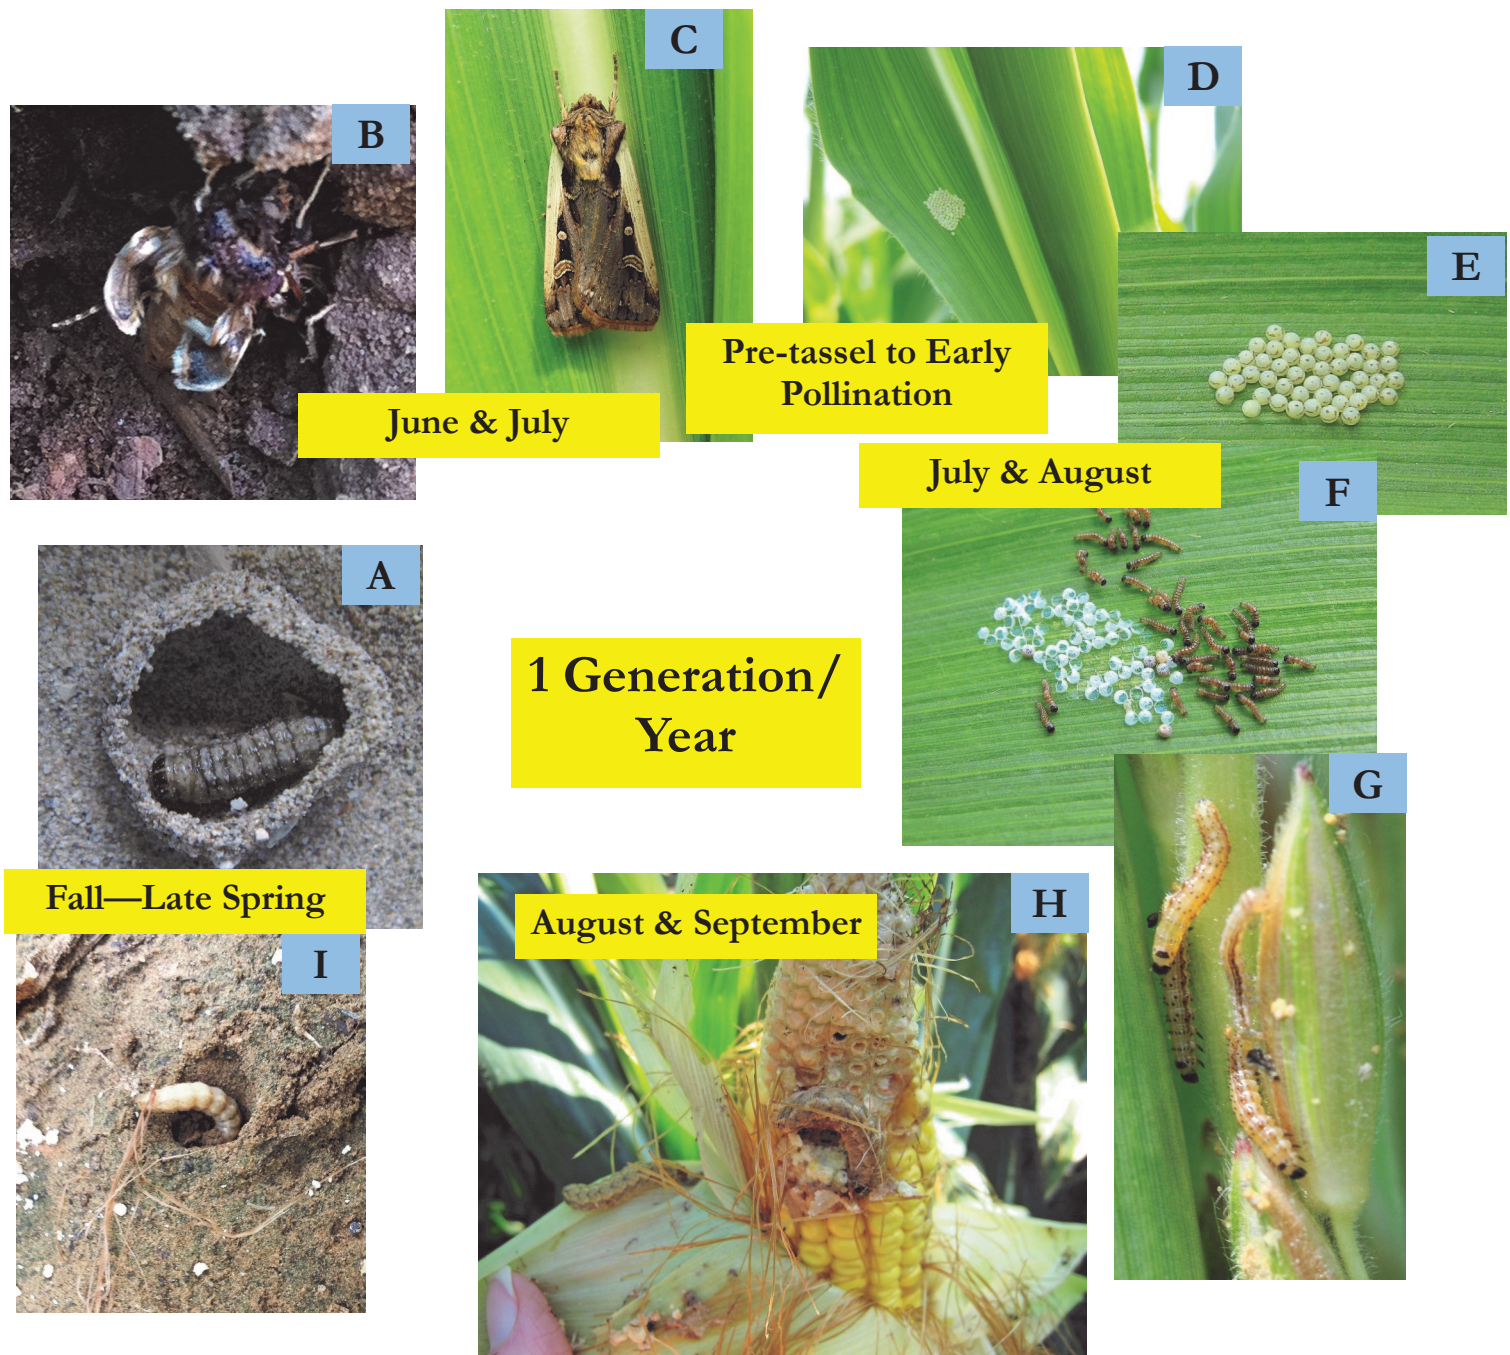 C
D
B
E
Pre-tassel to Early
Pollination
June & July
July & August
F
A
1 Generation/
Year
G
Fall—Late Spring
H
August & September
I